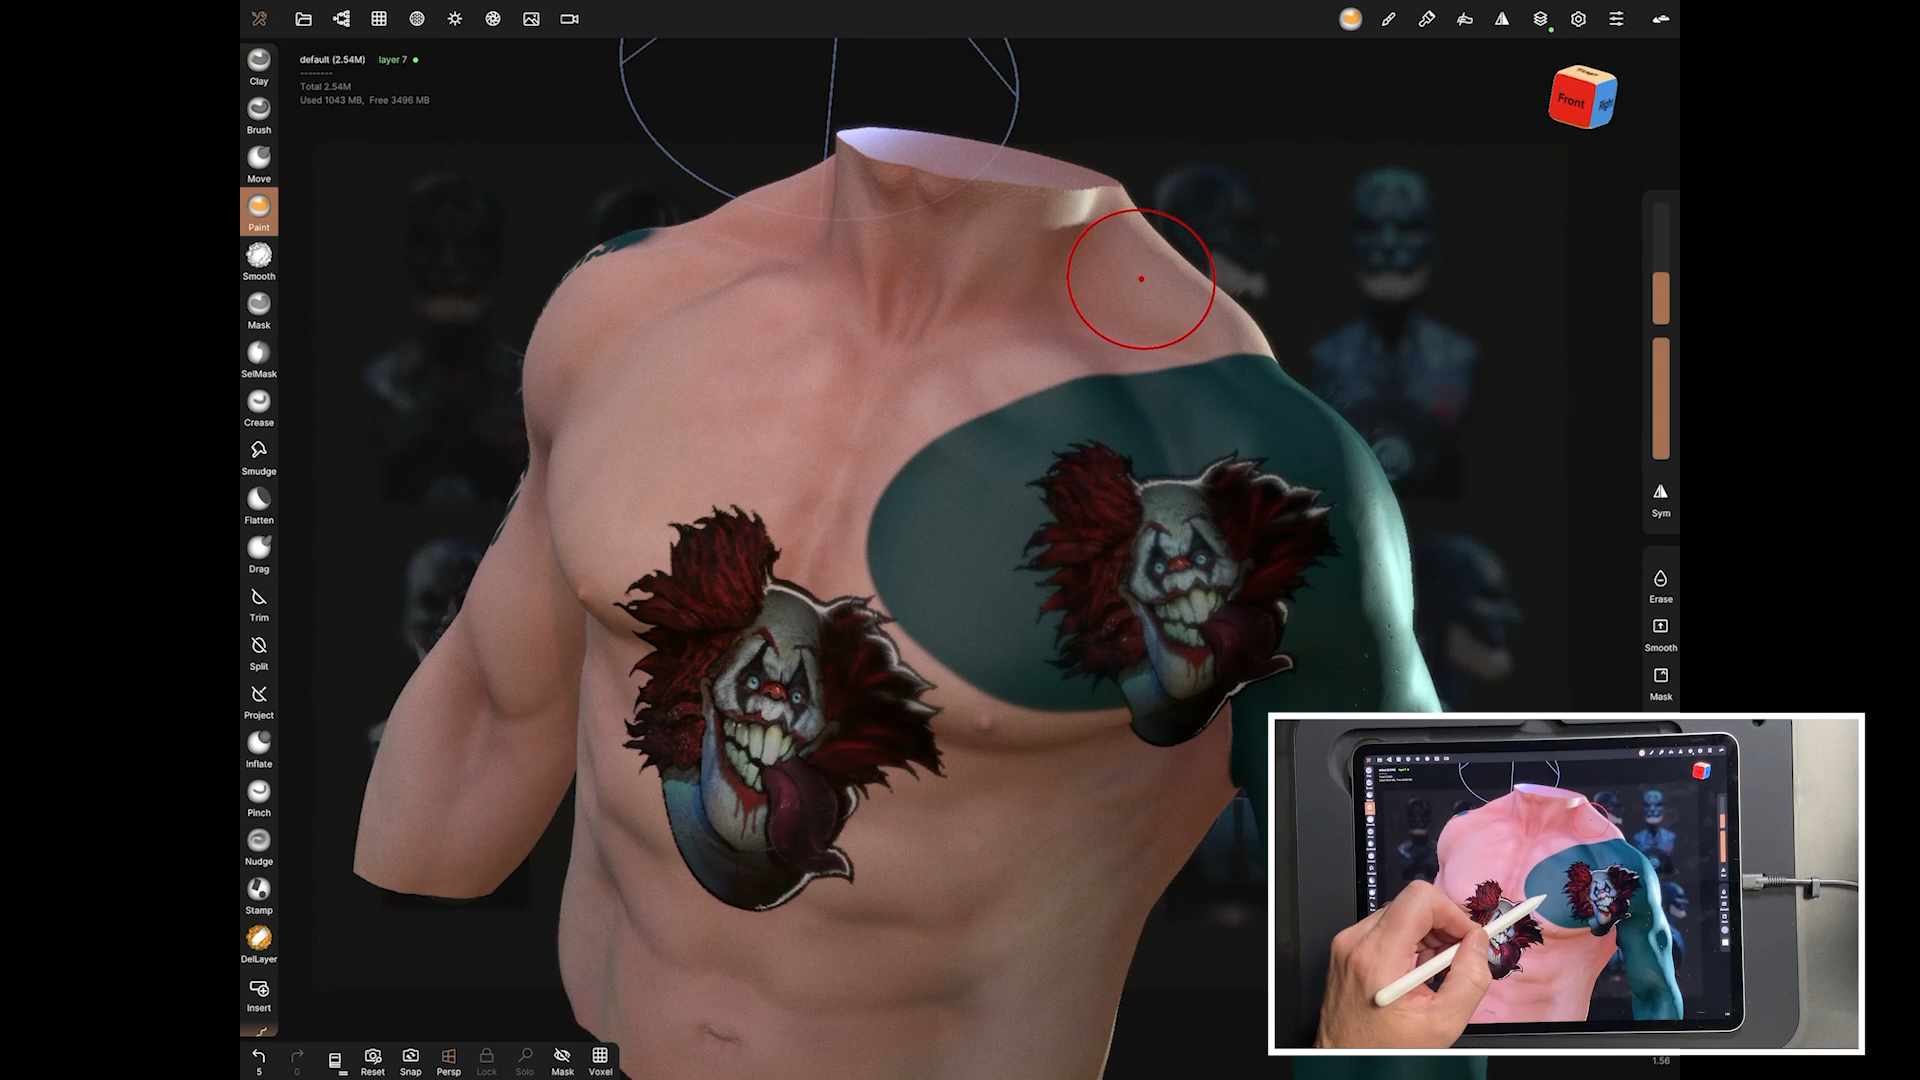 default (2.54M) layer 7
--------
Total 2.54M
Used 1043 MB, Free 3496 MB
Front
Right
Clay
Brush
Move
Paint
Smooth
Mask
SelMask
Crease
Smudge
Flatten
Drag
Trim
Split
Project
Inflate
Pinch
Nudge
Stamp
DelLayer
Insert
Sym
Erase
Smooth
Mask
1.56
5
0
Reset
Snap
Persp
Lock
Solo
Mask
Voxel